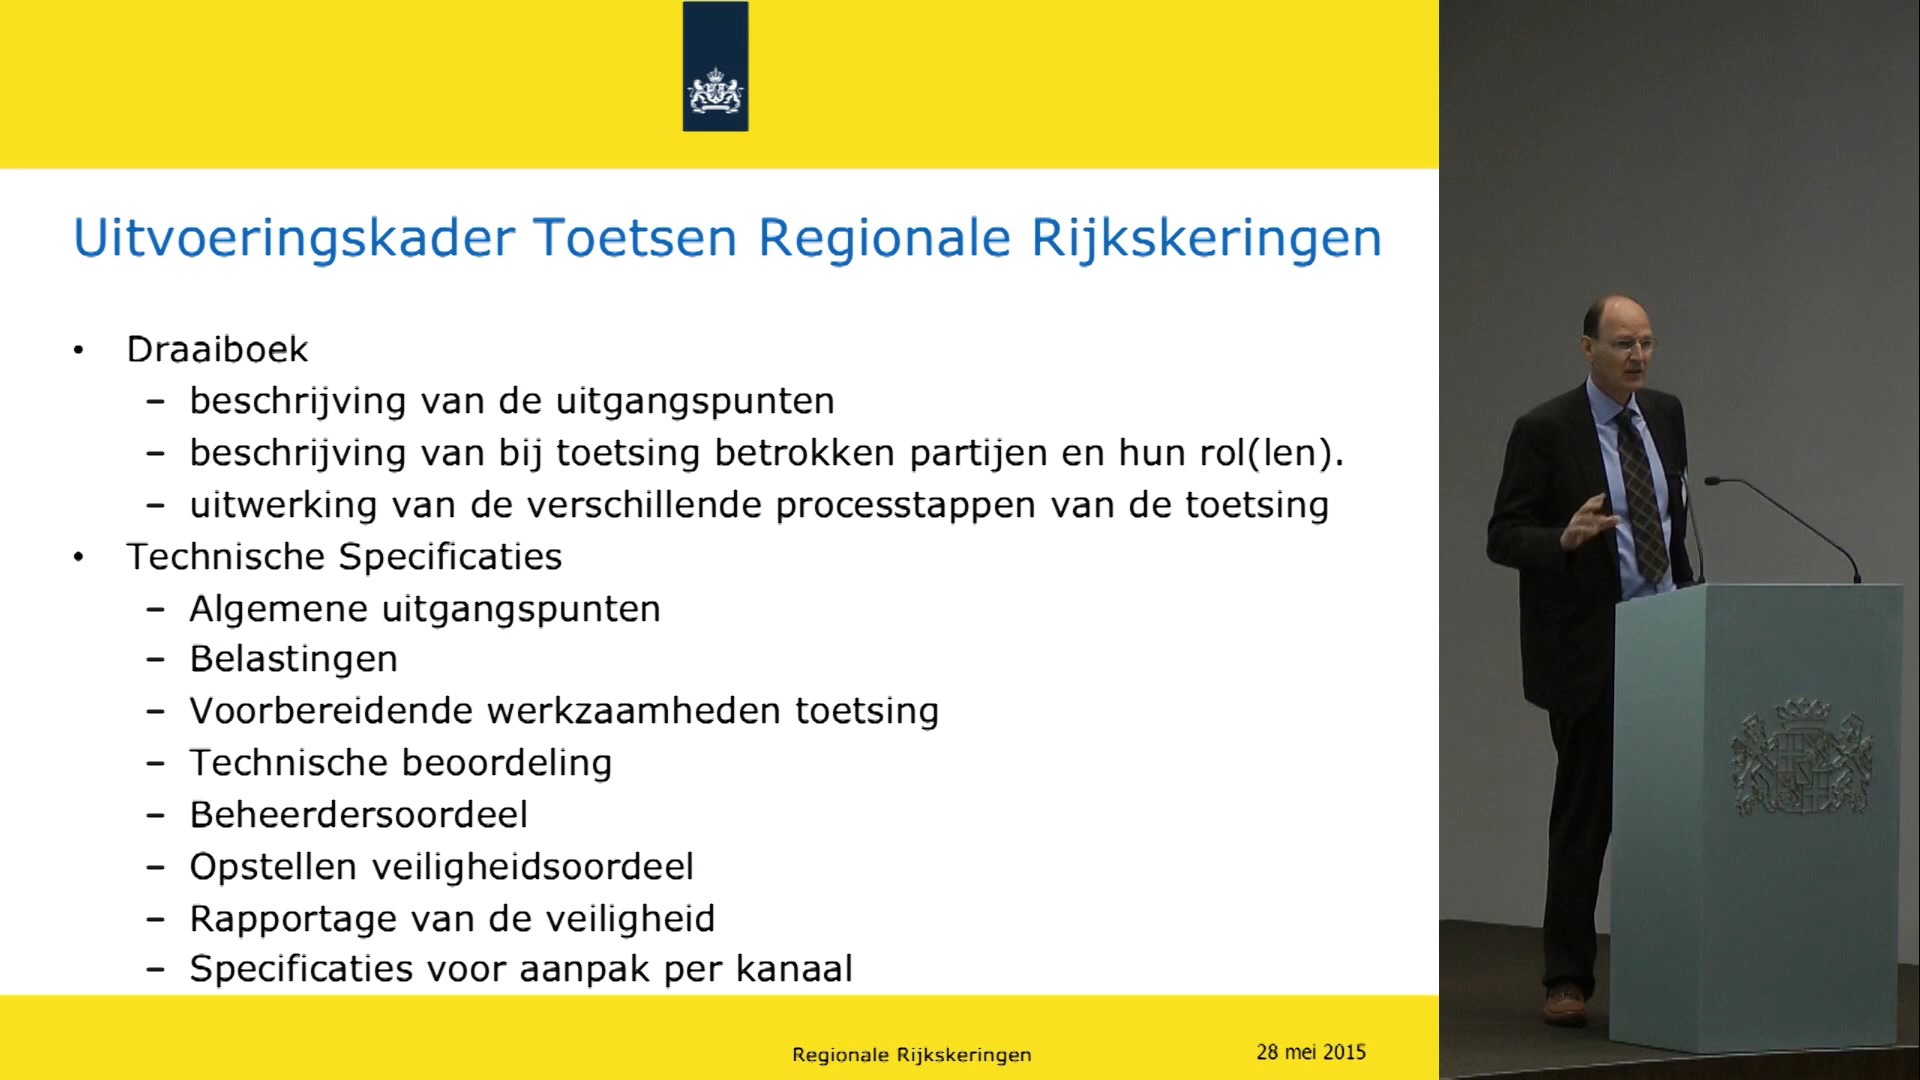 Uitvoeringskader Toetsen Regionale Rijkskeringen
• Draaiboek
– beschrijving van de uitgangspunten
– beschrijving van bij toetsing betrokken partijen en hun rol(len).
– uitwerking van de verschillende processtappen van de toetsing
• Technische Specificaties
– Algemene uitgangspunten
– Belastingen
– Voorbereidende werkzaamheden toetsing
– Technische beoordeling
– Beheerdersoordeel
– Opstellen veiligheidsoordeel
– Rapportage van de veiligheid
– Specificaties voor aanpak per kanaal
Regionale Rijkskeringen
28 mei 2015